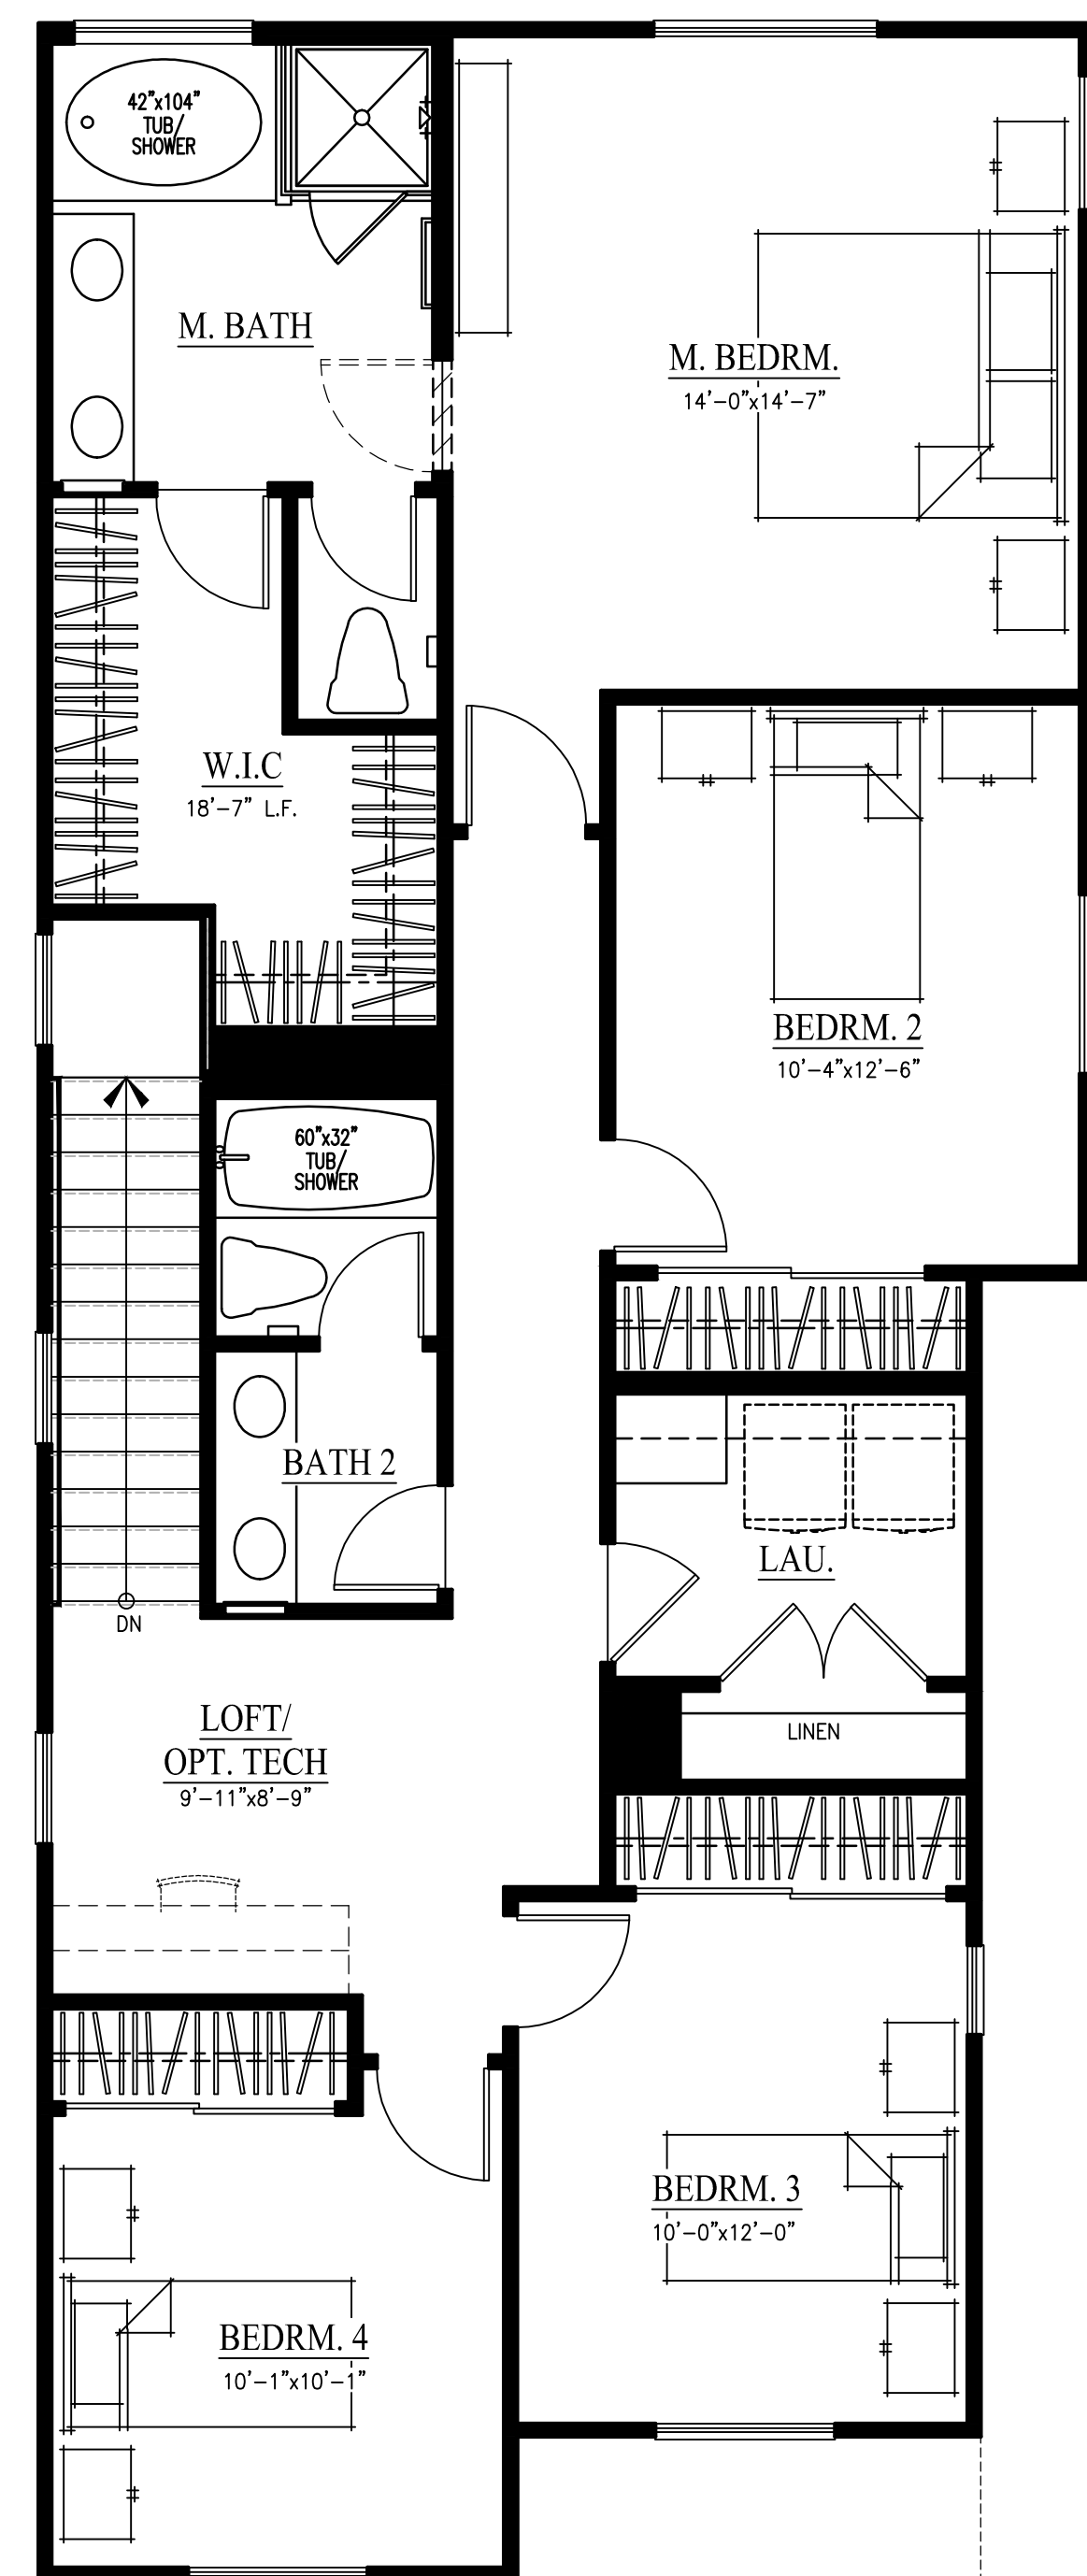 42"x104"
TUB/
SHOWER
M. BATH
M. BEDRM.
14'-0"x14'-7"
W.I.C
18'-7" L.F.
BEDRM. 2
10'-4"x12'-6"
60"x32"
TUB/
SHOWER
BATH 2
LAU.
DN
LINEN
LOFT/
OPT. TECH
9'-11"x8'-9"
BEDRM. 3
10'-0"x12'-0"
BEDRM. 4
10'-1"x10'-1"